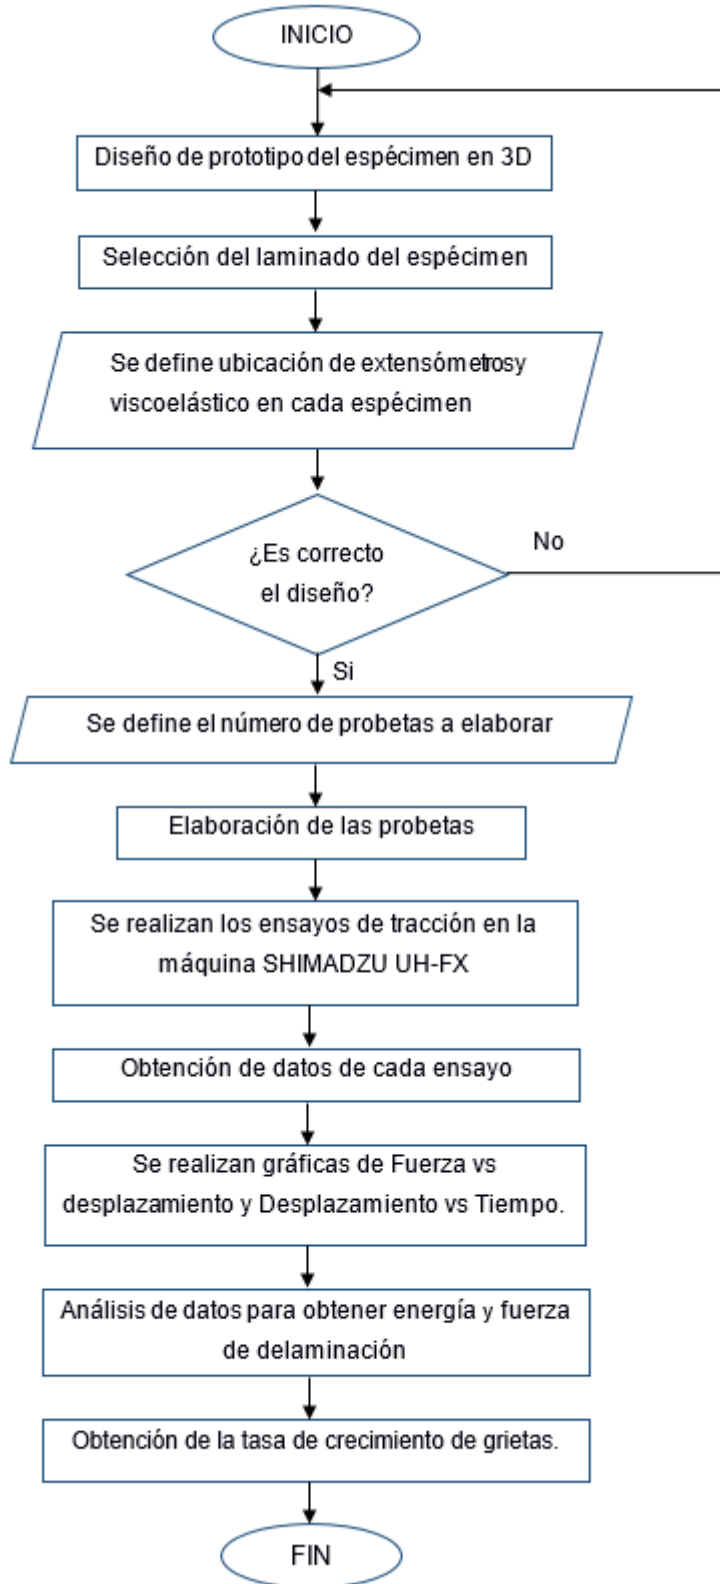 INICIO
Diseño de prototipo del espécimen en 3D
Selección del laminado del espécimen
Se define ubicación de extensómetrosy
viscoelástico en cada espécimen
¿Es correcto
el diseño?
No
Si
Se define el número de probetas a elaborar
Elaboración de las probetas
Se realizan los ensayos de tracción en la
máquina SHIMADZU UH-FX
Obtención de datos de cada ensayo
Se realizan gráficas de Fuerza vs
desplazamiento y Desplazamiento vs Tiempo.
Análisis de datos para obtener energía y fuerza
de delaminación
Obtención de la tasa de crecimiento de grietas.
FIN